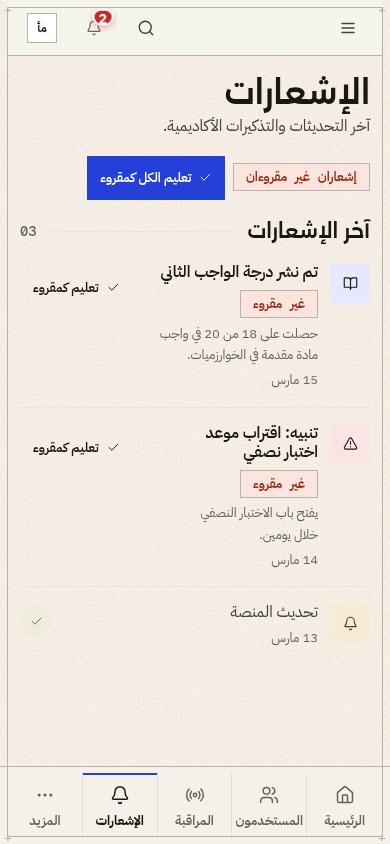 مأ
2
الإشعارات
آخر التحديثات والتذكيرات الأكاديمية.
إشعاران غير مقروءان
تعليم الكل كمقروء
آخر الإشعارات
03
تم نشر درجة الواجب الثاني
تعليم كمقروء
غير مقروء
حصلت على 18 من 20 في واجب
مادة مقدمة في الخوارزميات.
15 مارس
تنبيه: اقتراب موعد
اختبار نصفي
تعليم كمقروء
غير مقروء
يفتح باب الاختبار النصفي
خلال يومين.
14 مارس
تحديث المنصة
13 مارس
الرئيسية
المستخدمون
المراقبة
الإشعارات
المزيد